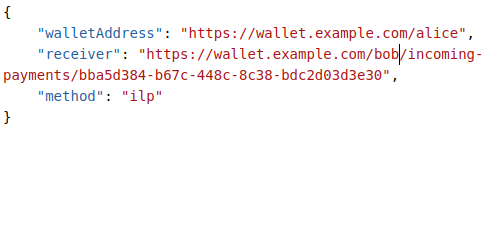 {
    "walletAddress": "https://wallet.example.com/alice",
    "receiver": "https://wallet.example.com/bob/incoming-
payments/bba5d384-b67c-448c-8c38-bdc2d03d3e30",
    "method": "ilp"
}